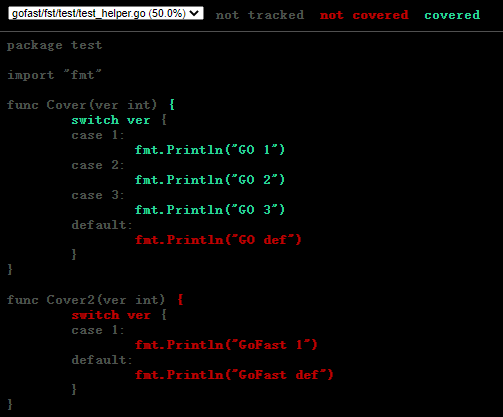 gofast/fst/test/test_helper.go (50.0%) not tracked not covered covered
package test
import "fmt"
func Cover(ver int) {
switch ver {
case 1:
fmt.Println("GO 1")
case 2:
fmt.Println("GO 2")
case 3:
fmt.Println("GO 3")
default:
fmt.Println("GO def")
}
}
func Cover2(ver int) {
switch ver {
case 1:
fmt.Println("GoFast 1")
default:
fmt.Println("GoFast def")
}
}